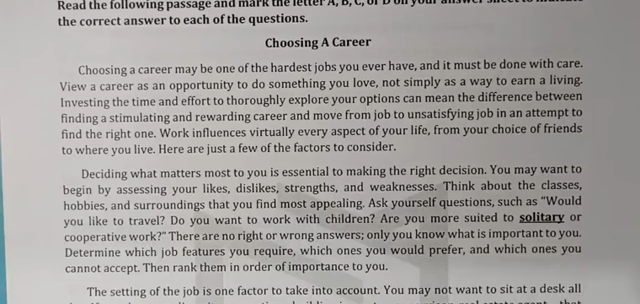 Read the following passage and mark the letter A, B, C, or D on your answer sheet to indicate
the correct answer to each of the questions.
Choosing A Career
Choosing a career may be one of the hardest jobs you ever have, and it must be done with care.
View a career as an opportunity to do something you love, not simply as a way to earn a living.
Investing the time and effort to thoroughly explore your options can mean the difference between
finding a stimulating and rewarding career and move from job to unsatisfying job in an attempt to
find the right one. Work influences virtually every aspect of your life, from your choice of friends
to where you live. Here are just a few of the factors to consider.
Deciding what matters most to you is essential to making the right decision. You may want to
begin by assessing your likes, dislikes, strengths, and weaknesses. Think about the classes,
hobbies, and surroundings that you find most appealing. Ask yourself questions, such as "Would
you like to travel? Do you want to work with children? Are you more suited to solitary or
cooperative work?" There are no right or wrong answers; only you know what is important to you.
Determine which job features you require, which ones you would prefer, and which ones you
cannot accept. Then rank them in order of importance to you.
The setting of the job is one factor to take into account. You may not want to sit at a desk all